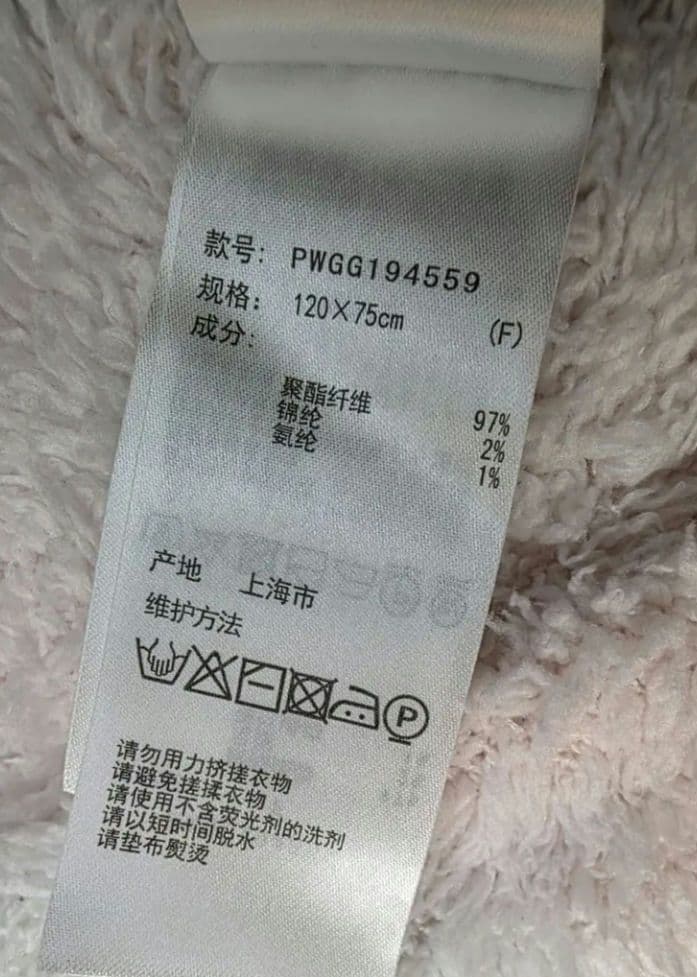 款号: PWGG194559
规格: 120×75cm (F)
成分:
聚酯纤维 97%
锦纶 2%
氨纶 1%
产地 上海市
维护方法
P
请勿用力挤搓衣物
请避免搓揉衣物
请使用不含荧光剂的洗剂
请以短时间脱水
请垫布熨烫